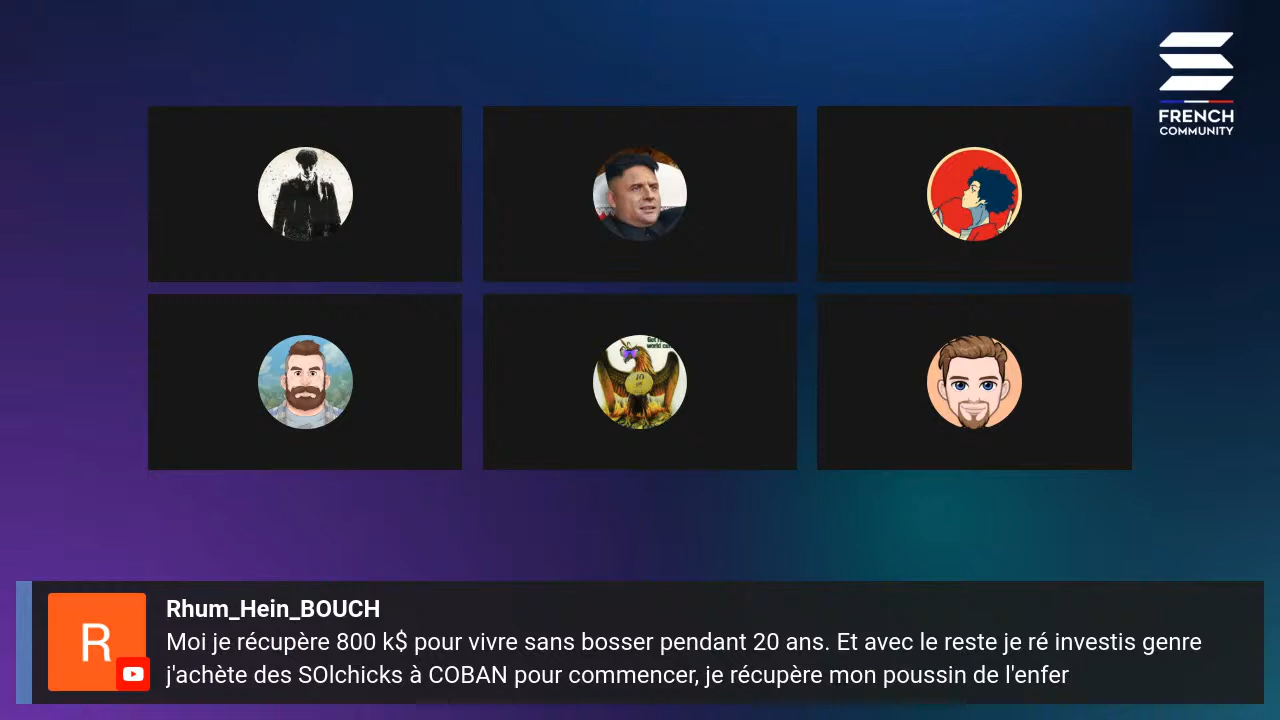 FRENCH
COMMUNITY
Rhum_Hein_BOUCH
Moi je récupère 800 k$ pour vivre sans bosser pendant 20 ans. Et avec le reste je ré investis genre
j'achète des SOlchicks à COBAN pour commencer, je récupère mon poussin de l'enfer
R